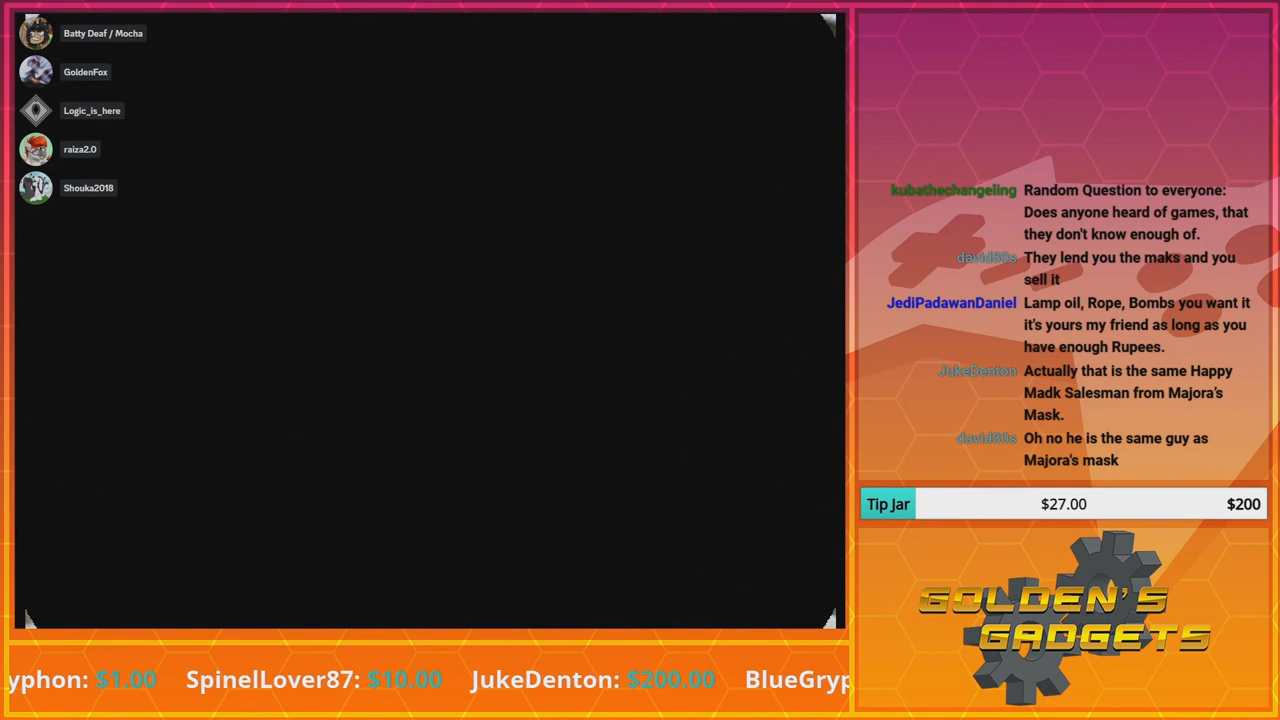 Batty Deaf / Mocha
GoldenFox
Logic_is_here
raiza2.0
Shouka2018
kubathechangeling Random Question to everyone:
Does anyone heard of games, that
they don't know enough of.
david80s They lend you the maks and you
sell it
JediPadawanDaniel Lamp oil, Rope, Bombs you want it
it's yours my friend as long as you
have enough Rupees.
JukeDenton Actually that is the same Happy
Madk Salesman from Majora's
Mask.
david80s Oh no he is the same guy as
Majora's mask
Tip Jar $27.00 $200
GOLDEN'S
GADGETS
yphon: $1.00 SpinelLover87: $10.00 JukeDenton: $200.00 BlueGryp